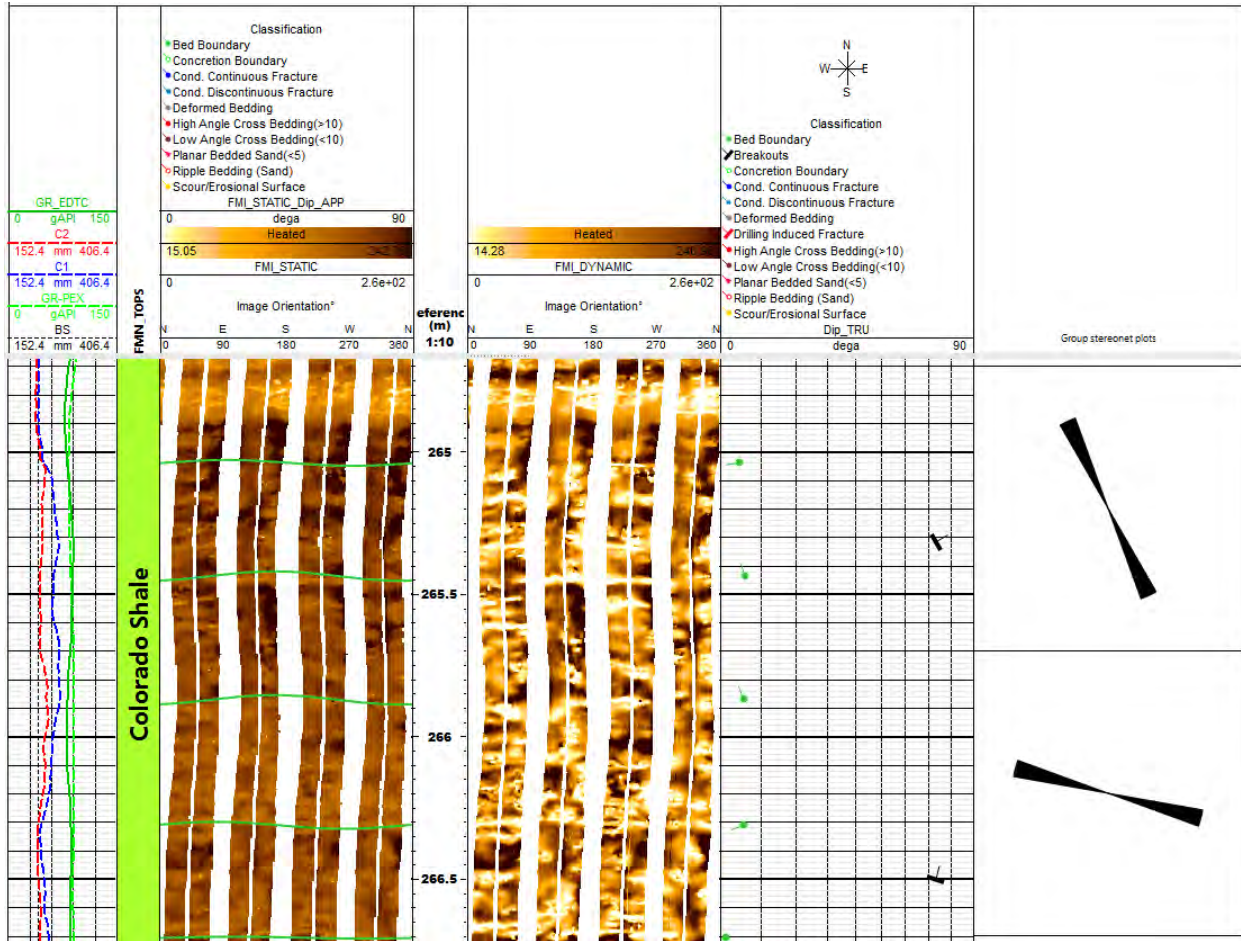 Classification
Bed Boundary
Concretion Boundary
Cond. Continuous Fracture
Cond. Discontinuous Fracture
Deformed Bedding
High Angle Cross Bedding(>10)
Low Angle Cross Bedding(<10)
Planar Bedded Sand(<5)
Ripple Bedding (Sand)
Scour/Erosional Surface
GR_EDTC
0 gAPI 150
C2
152.4 mm 406.4
C1
152.4 mm 406.4
GR-PEX
0 gAPI 150
BS
152.4 mm 406.4
FMN_TOPS
FMI_STATIC_Dip_APP
0 dega 90
Heated
15.05
FMI_STATIC
0 2.6e+02
Image Orientation°
N E S W N
0 90 180 270 360
eferenc
(m)
1:10
Heated
14.28
FMI_DYNAMIC
0 2.6e+02
Image Orientation°
N E S W N
0 90 180 270 360
N
W E
S
Classification
Bed Boundary
Breakouts
Concretion Boundary
Cond. Continuous Fracture
Cond. Discontinuous Fracture
Deformed Bedding
Drilling Induced Fracture
High Angle Cross Bedding(>10)
Low Angle Cross Bedding(<10)
Planar Bedded Sand(<5)
Ripple Bedding (Sand)
Scour/Erosional Surface
Dip_TRU
0 dega 90
Group stereonet plots
Colorado Shale
265
265.5
266
266.5